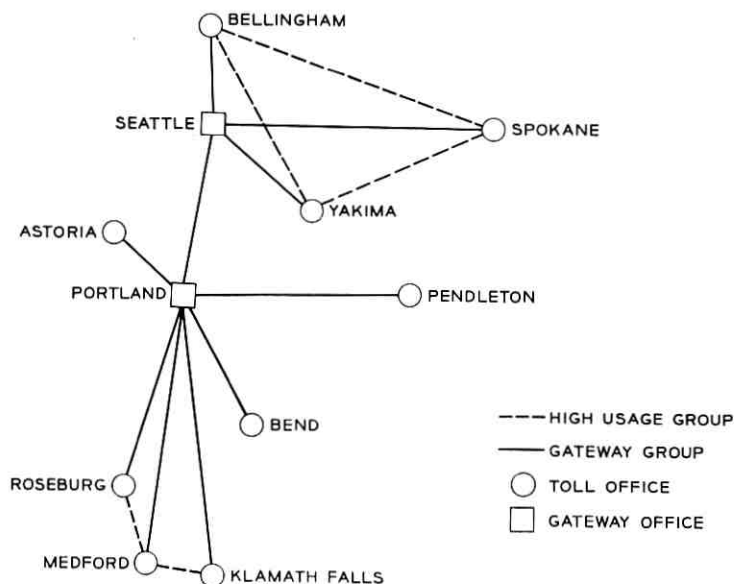 BELLINGHAM
SEATTLE
SPOKANE
YAKIMA
ASTORIA
PORTLAND
PENDLETON
BEND
HIGH USAGE GROUP
GATEWAY GROUP
ROSEBURG
TOLL OFFICE
GATEWAY OFFICE
MEDFORD
KLAMATH FALLS